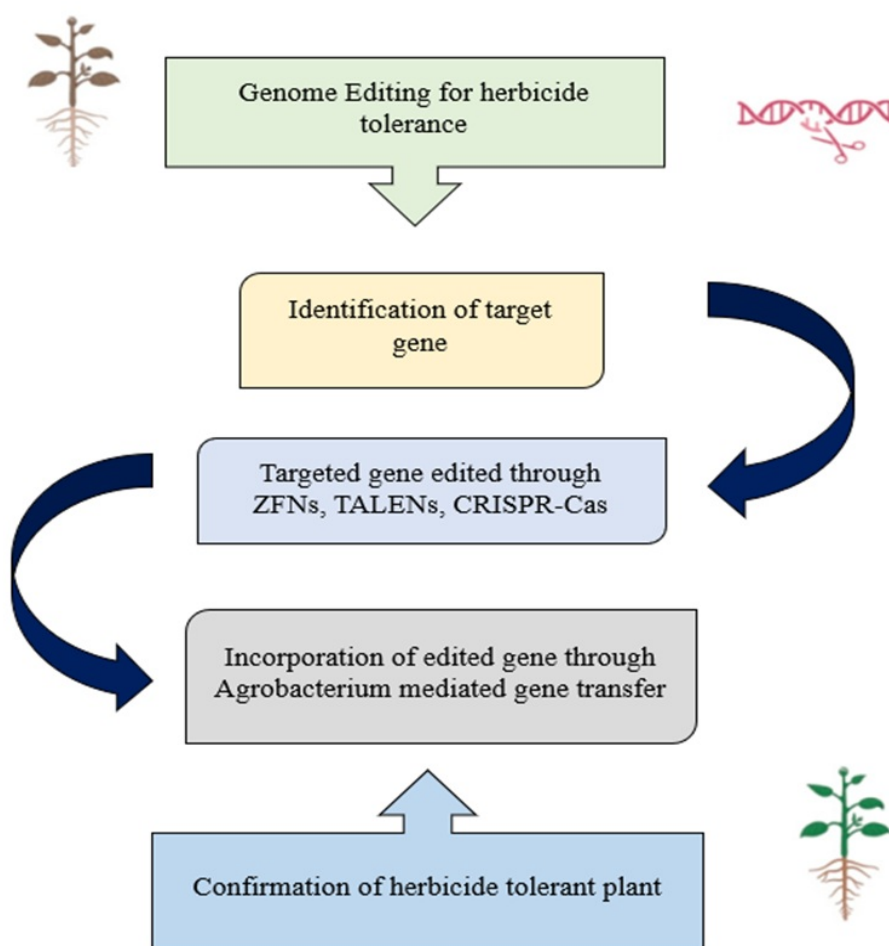 Genome Editing for herbicide
tolerance
Identification of target
gene
Targeted gene edited through
ZFNs, TALENs, CRISPR-Cas
Incorporation of edited gene through
Agrobacterium mediated gene transfer
Confirmation of herbicide tolerant plant